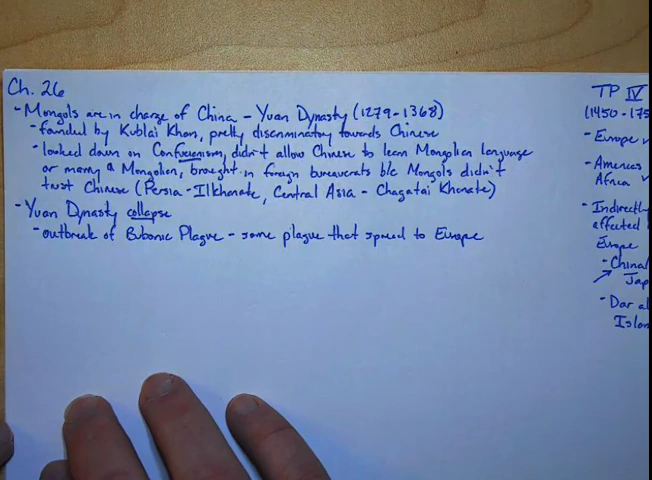 Ch. 26
- Mongols are in charge of China - Yuan Dynasty (1279-1368)
- founded by Kublai Khan, pretty discriminatory towards Chinese
- looked down on Confucianism, didn't allow Chinese to learn Mongolian language
or marry a Mongolian, brought in foreign bureaucrats b/c Mongols didn't
trust Chinese (Persia - Ilkhanate, Central Asia - Chagatai Khanate)
- Yuan Dynasty collapse
- outbreak of Bubonic Plague - same plague that spread to Europe
TP IV
(1450-175
- Europe
- Americas
Africa
- Indirectly
affected
Europe
- China
Jap
- Dar al
Islam